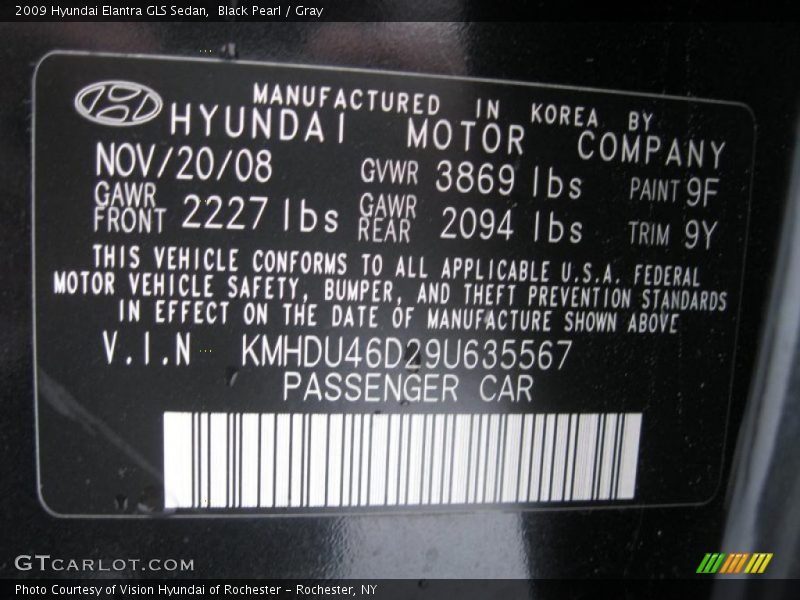 2009 Hyundai Elantra GLS Sedan, Black Pearl / Gray
MANUFACTURED IN KOREA BY
HYUNDAI MOTOR COMPANY
NOV/20/08 GVWR 3869 lbs PAINT 9F
GAWR FRONT 2227 lbs GAWR REAR 2094 lbs TRIM 9Y
THIS VEHICLE CONFORMS TO ALL APPLICABLE U.S.A. FEDERAL
MOTOR VEHICLE SAFETY, BUMPER, AND THEFT PREVENTION STANDARDS
IN EFFECT ON THE DATE OF MANUFACTURE SHOWN ABOVE
V.I.N KMHDU46D29U635567
PASSENGER CAR
GTCARLOT.COM
Photo Courtesy of Vision Hyundai of Rochester – Rochester, NY